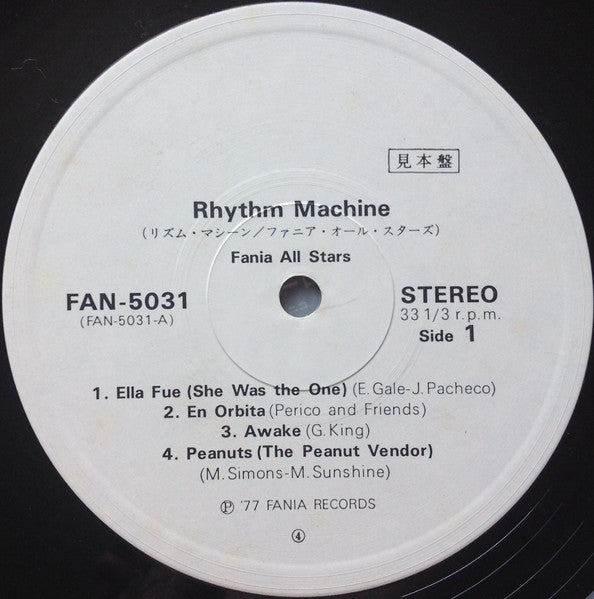 見本盤
Rhythm Machine
(リズム・マシーン/ファニア・オール・スターズ)
Fania All Stars
FAN-5031
(FAN-5031-A)
STEREO
33 1/3 r.p.m.
Side 1
1. Ella Fue (She Was the One) (E. Gale-J. Pacheco)
2. En Orbita (Perico and Friends)
3. Awake (G. King)
4. Peanuts (The Peanut Vendor)
(M. Simons-M. Sunshine)
Ⓟ '77 FANIA RECORDS
④